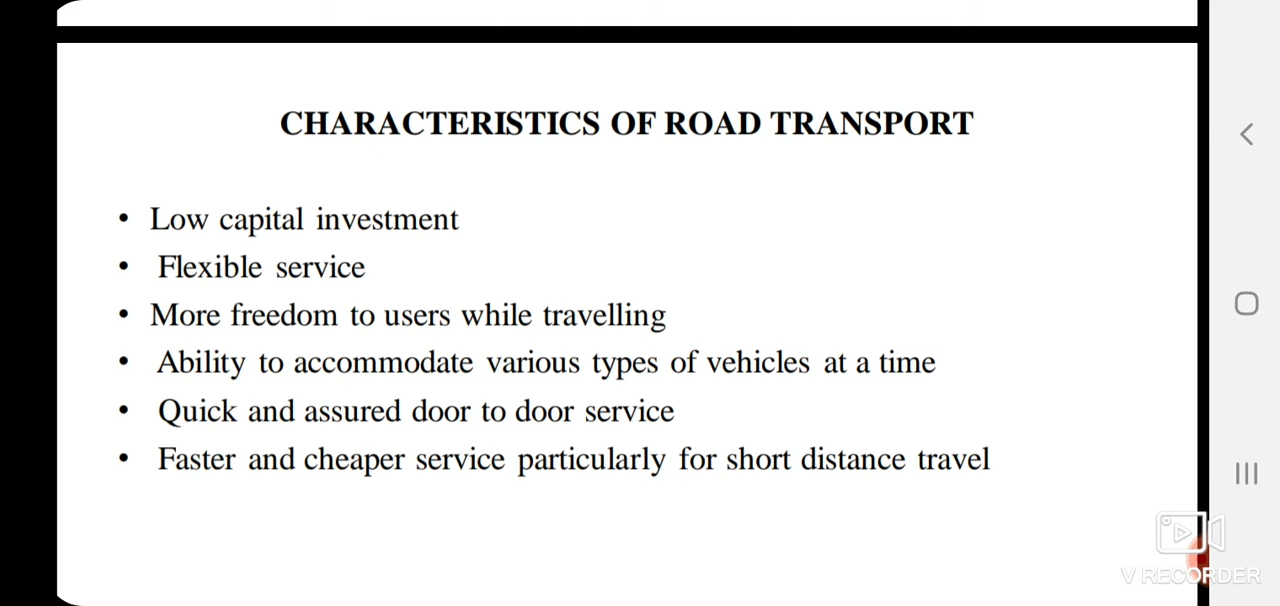 CHARACTERISTICS OF ROAD TRANSPORT
• Low capital investment
• Flexible service
• More freedom to users while travelling
• Ability to accommodate various types of vehicles at a time
• Quick and assured door to door service
• Faster and cheaper service particularly for short distance travel
V RECORDER